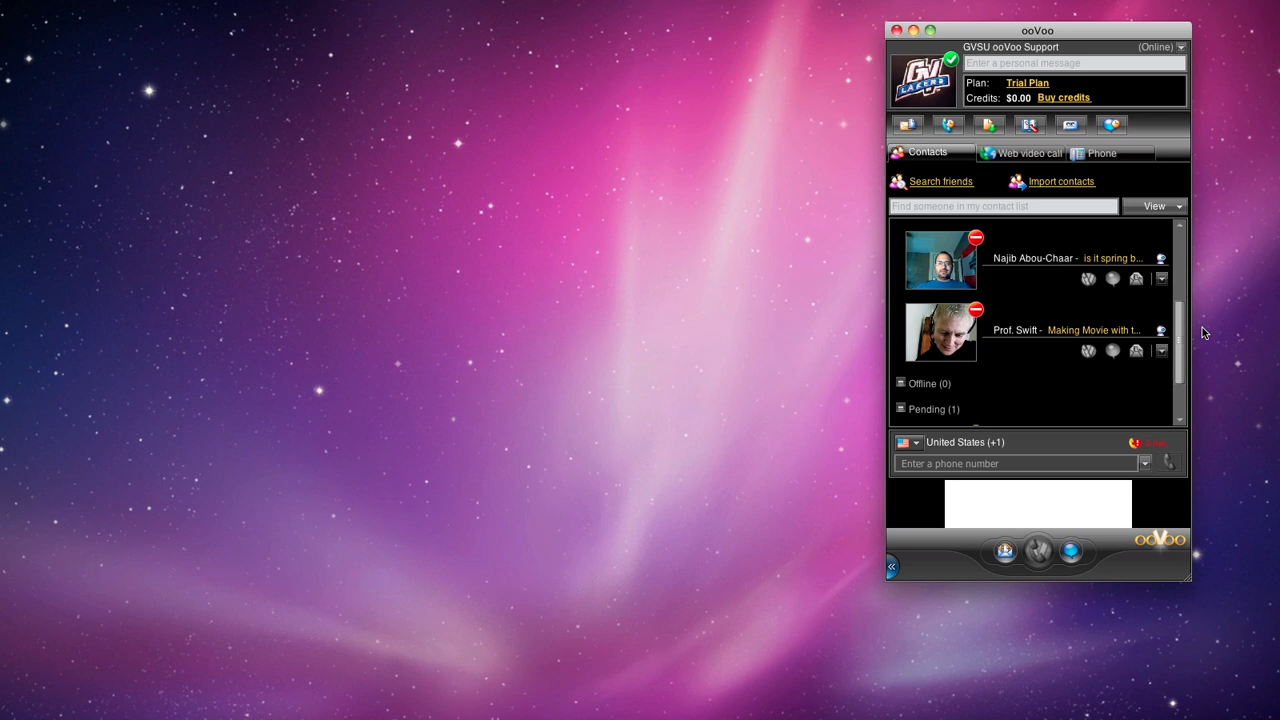 ooVoo
GVSU ooVoo Support (Online)
Enter a personal message
GV
LAKERS
Plan: Trial Plan
Credits: $0.00 Buy credits
Contacts Web video call Phone
Search friends Import contacts
Find someone in my contact list View
Najib Abou-Chaar - is it spring b...
Prof. Swift - Making Movie with t...
Offline (0)
Pending (1)
United States (+1)
Enter a phone number
ooVoo